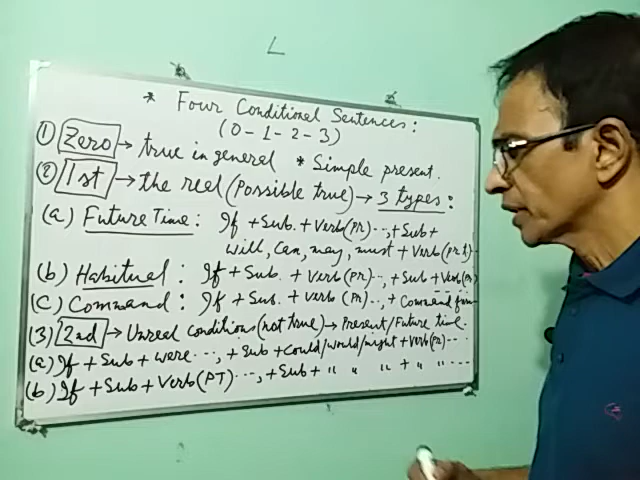 * Four Conditional Sentences:
(0-1-2-3)
① Zero → true in general * Simple present.
② 1st → the reel (Possible true) → 3 types:
(a) Future Time: If + Sub. + Verb(PR)..., + Sub +
will, can, may, must + Verb(PR I)--
(b) Habitual: If + Sub. + Verb (PR)..., + Sub + Verb(PR)
(C) Command: If + Sub. + verb (PR)..., + Command form
(3) 2nd → Unreal conditions (not true) → Present/Future time.
(a) If + Sub + were ..., + Sub + Could/would/might + verb(PR)...
(b) If + Sub + Verb (PT)..., + Sub + " " " + " " ....